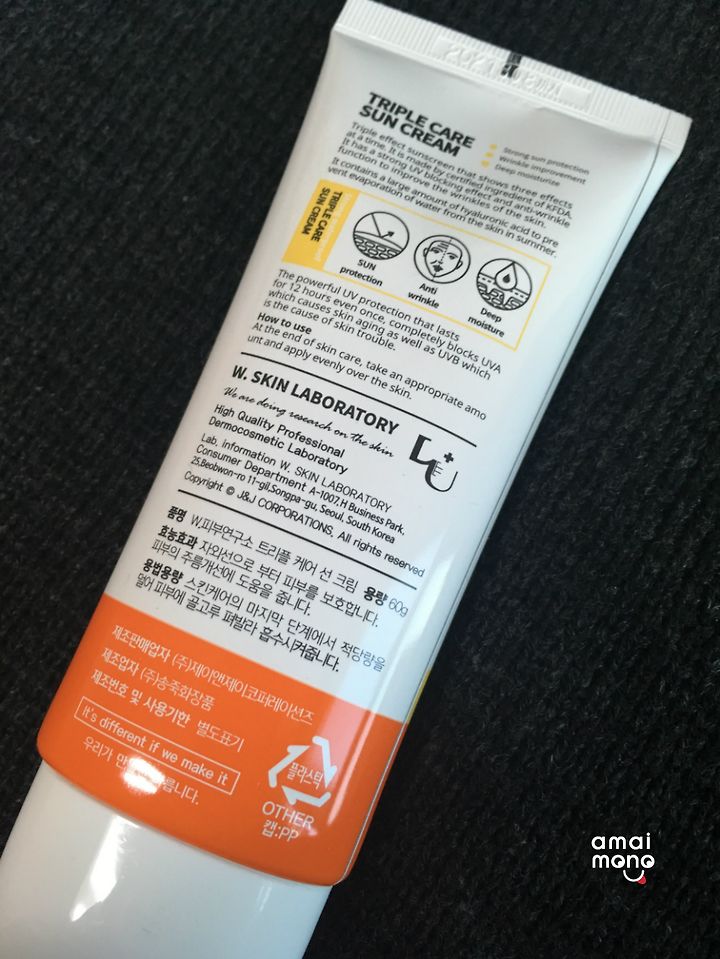 TRIPLE CARE
SUN CREAM
Strong sun protection
Wrinkle improvement
Deep moisturize
Triple effect sunscreen that shows three effects
at a time. It is made by certified ingredient of KFDA.
It has a strong UV blocking effect and anti-wrinkle
function to improve the wrinkles of the skin.
It contains a large amount of hyaluronic acid to pre
vent evaporation of water from the skin in summer.
TRIPLE CARE
SUN CREAM
SUN
protection
Anti
wrinkle
Deep
moisture
The powerful UV protection that lasts
for 12 hours even once, completely blocks UVA
which causes skin aging as well as UVB which
is the cause of skin trouble.
How to use
At the end of skin care, take an appropriate amo
unt and apply evenly over the skin.
W. SKIN LABORATORY
We are doing research on the skin
High Quality Professional
Dermocosmetic Laboratory
Lab. Information W. SKIN LABORATORY
Consumer Department A-1007,H Business Park,
25,Beobwon-ro 11-gil,Songpa-gu, Seoul, South Korea
Copyright © J&J CORPORATIONS, All rights reserved
품명 W.피부연구소 트리플 케어 선 크림 용량 60g
효능효과 자외선으로 부터 피부를 보호합니다.
피부의 주름개선에 도움을 줍니다.
용법용량 스킨케어의 마지막 단계에서 적당량을
덜어 피부에 골고루 펴발라 흡수시켜줍니다.
제조판매업자 (주)제이앤제이코퍼레이션즈
제조업자 (주)송죽화장품
제조번호 및 사용기한 별도표기
it's different if we make it
우리가 만들면 다릅니다.
플라스틱
OTHER
캡:PP
amai
mono